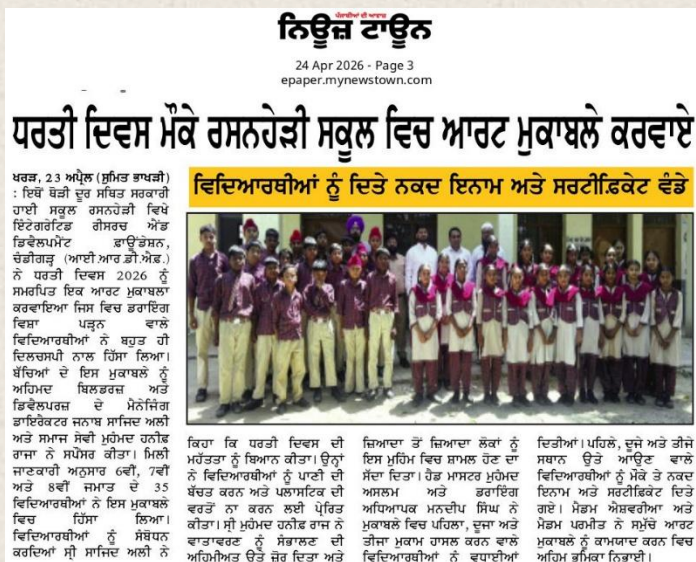 ਪੰਜਾਬੀਆਂ ਦੀ ਆਵਾਜ਼
ਨਿਊਜ਼ ਟਾਊਨ
24 Apr 2026 - Page 3
epaper.mynewstown.com
ਧਰਤੀ ਦਿਵਸ ਮੌਕੇ ਰਸਨਹੇੜੀ ਸਕੂਲ ਵਿਚ ਆਰਟ ਮੁਕਾਬਲੇ ਕਰਵਾਏ
ਵਿਦਿਆਰਥੀਆਂ ਨੂੰ ਦਿਤੇ ਨਕਦ ਇਨਾਮ ਅਤੇ ਸਰਟੀਫ਼ਿਕੇਟ ਵੰਡੇ
ਖਰੜ, 23 ਅਪ੍ਰੈਲ (ਸੁਮਿਤ ਭਾਖੜੀ)
: ਇਥੋਂ ਥੋੜੀ ਦੂਰ ਸਥਿਤ ਸਰਕਾਰੀ
ਹਾਈ ਸਕੂਲ ਰਸਨਹੇੜੀ ਵਿਖੇ
ਇੰਟੇਗਰੇਟਿਡ ਰੀਸਰਚ ਐਂਡ
ਡਿਵੈਲਪਮੈਂਟ ਫ਼ਾਊਂਡੇਸ਼ਨ,
ਚੰਡੀਗੜ੍ਹ (ਆਈ.ਆਰ.ਡੀ.ਐਫ਼.)
ਨੇ ਧਰਤੀ ਦਿਵਸ 2026 ਨੂੰ
ਸਮਰਪਿਤ ਇਕ ਆਰਟ ਮੁਕਾਬਲਾ
ਕਰਵਾਇਆ ਜਿਸ ਵਿਚ ਡਰਾਇੰਗ
ਵਿਸ਼ਾ ਪੜ੍ਹਨ ਵਾਲੇ
ਵਿਦਿਆਰਥੀਆਂ ਨੇ ਬਹੁਤ ਹੀ
ਦਿਲਚਸਪੀ ਨਾਲ ਹਿੱਸਾ ਲਿਆ।
ਬੱਚਿਆਂ ਦੇ ਇਸ ਮੁਕਾਬਲੇ ਨੂੰ
ਅਹਿਮਦ ਬਿਲਡਰਜ਼ ਅਤੇ
ਡਿਵੈਲਪਰਜ਼ ਦੇ ਮੈਨੇਜਿੰਗ
ਡਾਇਰੈਕਟਰ ਜਨਾਬ ਸਾਜਿਦ ਅਲੀ
ਅਤੇ ਸਮਾਜ ਸੇਵੀ ਮੁਹੰਮਦ ਹਨੀਫ਼
ਰਾਜਾ ਨੇ ਸਪੌਂਸਰ ਕੀਤਾ। ਮਿਲੀ
ਜਾਣਕਾਰੀ ਅਨੁਸਾਰ 6ਵੀਂ, 7ਵੀਂ
ਅਤੇ 8ਵੀਂ ਜਮਾਤ ਦੇ 35
ਵਿਦਿਆਰਥੀਆਂ ਨੇ ਇਸ ਮੁਕਾਬਲੇ
ਵਿਚ ਹਿੱਸਾ ਲਿਆ।
ਵਿਦਿਆਰਥੀਆਂ ਨੂੰ ਸੰਬੋਧਨ
ਕਰਦਿਆਂ ਸ੍ਰੀ ਸਾਜਿਦ ਅਲੀ ਨੇ
ਕਿਹਾ ਕਿ ਧਰਤੀ ਦਿਵਸ ਦੀ
ਮਹੱਤਤਾ ਨੂੰ ਬਿਆਨ ਕੀਤਾ। ਉਨ੍ਹਾਂ
ਨੇ ਵਿਦਿਆਰਥੀਆਂ ਨੂੰ ਪਾਣੀ ਦੀ
ਬੱਚਤ ਕਰਨ ਅਤੇ ਪਲਾਸਟਿਕ ਦੀ
ਵਰਤੋਂ ਨਾ ਕਰਨ ਲਈ ਪ੍ਰੇਰਿਤ
ਕੀਤਾ। ਸ੍ਰੀ ਮੁਹੰਮਦ ਹਨੀਫ਼ ਰਾਜ ਨੇ
ਵਾਤਾਵਰਣ ਨੂੰ ਸੰਭਾਲਣ ਦੀ
ਅਹਿਮੀਅਤ ਉਤੇ ਜ਼ੋਰ ਦਿਤਾ ਅਤੇ
ਜ਼ਿਆਦਾ ਤੋਂ ਜ਼ਿਆਦਾ ਲੋਕਾਂ ਨੂੰ
ਇਸ ਮੁਹਿੰਮ ਵਿਚ ਸ਼ਾਮਲ ਹੋਣ ਦਾ
ਸੱਦਾ ਦਿਤਾ। ਹੈਡ ਮਾਸਟਰ ਮੁਹੰਮਦ
ਅਸਲਮ ਅਤੇ ਡਰਾਇੰਗ
ਅਧਿਆਪਕ ਮਨਦੀਪ ਸਿੰਘ ਨੇ
ਮੁਕਾਬਲੇ ਵਿਚ ਪਹਿਲਾ, ਦੂਜਾ ਅਤੇ
ਤੀਜਾ ਮੁਕਾਮ ਹਾਸਲ ਕਰਨ ਵਾਲੇ
ਵਿਦਿਆਰਥੀਆਂ ਨੂੰ ਵਧਾਈਆਂ
ਦਿਤੀਆਂ। ਪਹਿਲੇ, ਦੂਜੇ ਅਤੇ ਤੀਜੇ
ਸਥਾਨ ਉਤੇ ਆਉਣ ਵਾਲੇ
ਵਿਦਿਆਰਥੀਆਂ ਨੂੰ ਮੌਕੇ ਤੇ ਨਕਦ
ਇਨਾਮ ਅਤੇ ਸਰਟੀਫਿਕੇਟ ਦਿਤੇ
ਗਏ। ਮੈਡਮ ਐਸ਼ਵਰੀਆ ਅਤੇ
ਮੈਡਮ ਪਰਮੀਤ ਨੇ ਸਮੁੱਚੇ ਆਰਟ
ਮੁਕਾਬਲੇ ਨੂੰ ਕਾਮਯਾਦ ਕਰਨ ਵਿਚ
ਅਹਿਮ ਭੂਮਿਕਾ ਨਿਭਾਈ।